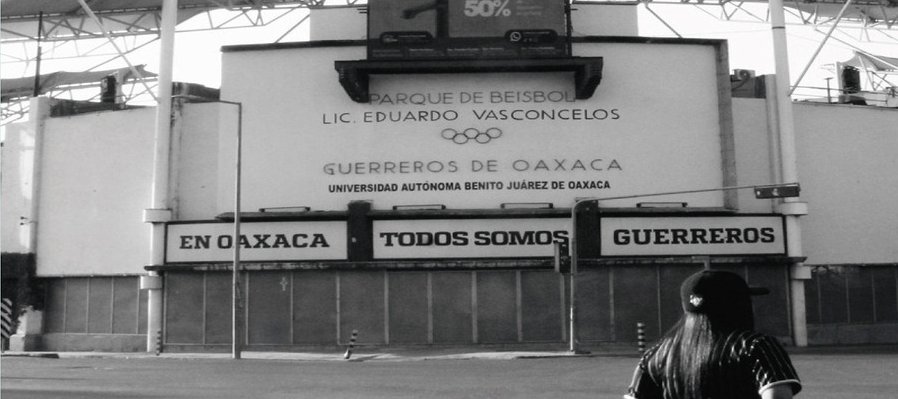 50%
PARQUE DE BEISBOL
LIC. EDUARDO VASCONCELOS
GUERREROS DE OAXACA
UNIVERSIDAD AUTÓNOMA BENITO JUÁREZ DE OAXACA
EN OAXACA
TODOS SOMOS
GUERREROS